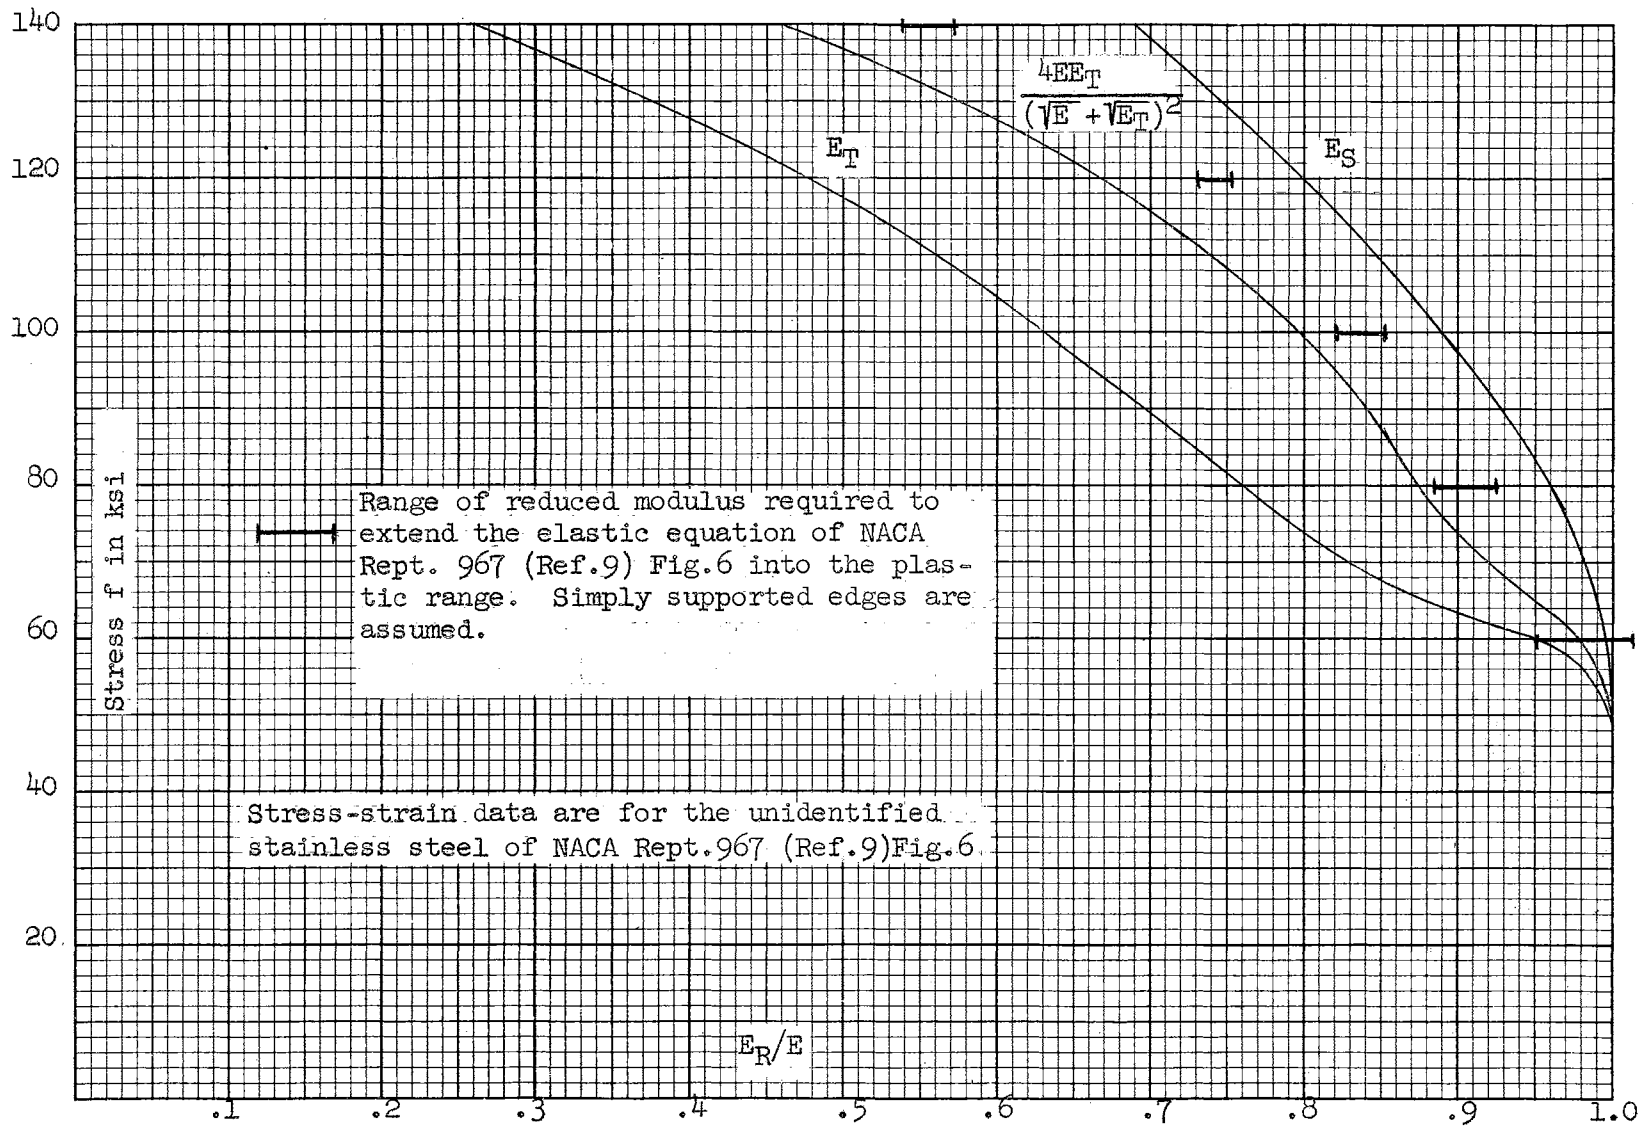 140
120
100
80
60
40
20
Stress f in ksi
4EE_T
(√E + √E_T)²
E_T
E_S
Range of reduced modulus required to
extend the elastic equation of NACA
Rept. 967 (Ref.9) Fig.6 into the plas-
tic range. Simply supported edges are
assumed.
Stress-strain data are for the unidentified
stainless steel of NACA Rept.967 (Ref.9)Fig.6
E_R/E
.1 .2 .3 .4 .5 .6 .7 .8 .9 1.0